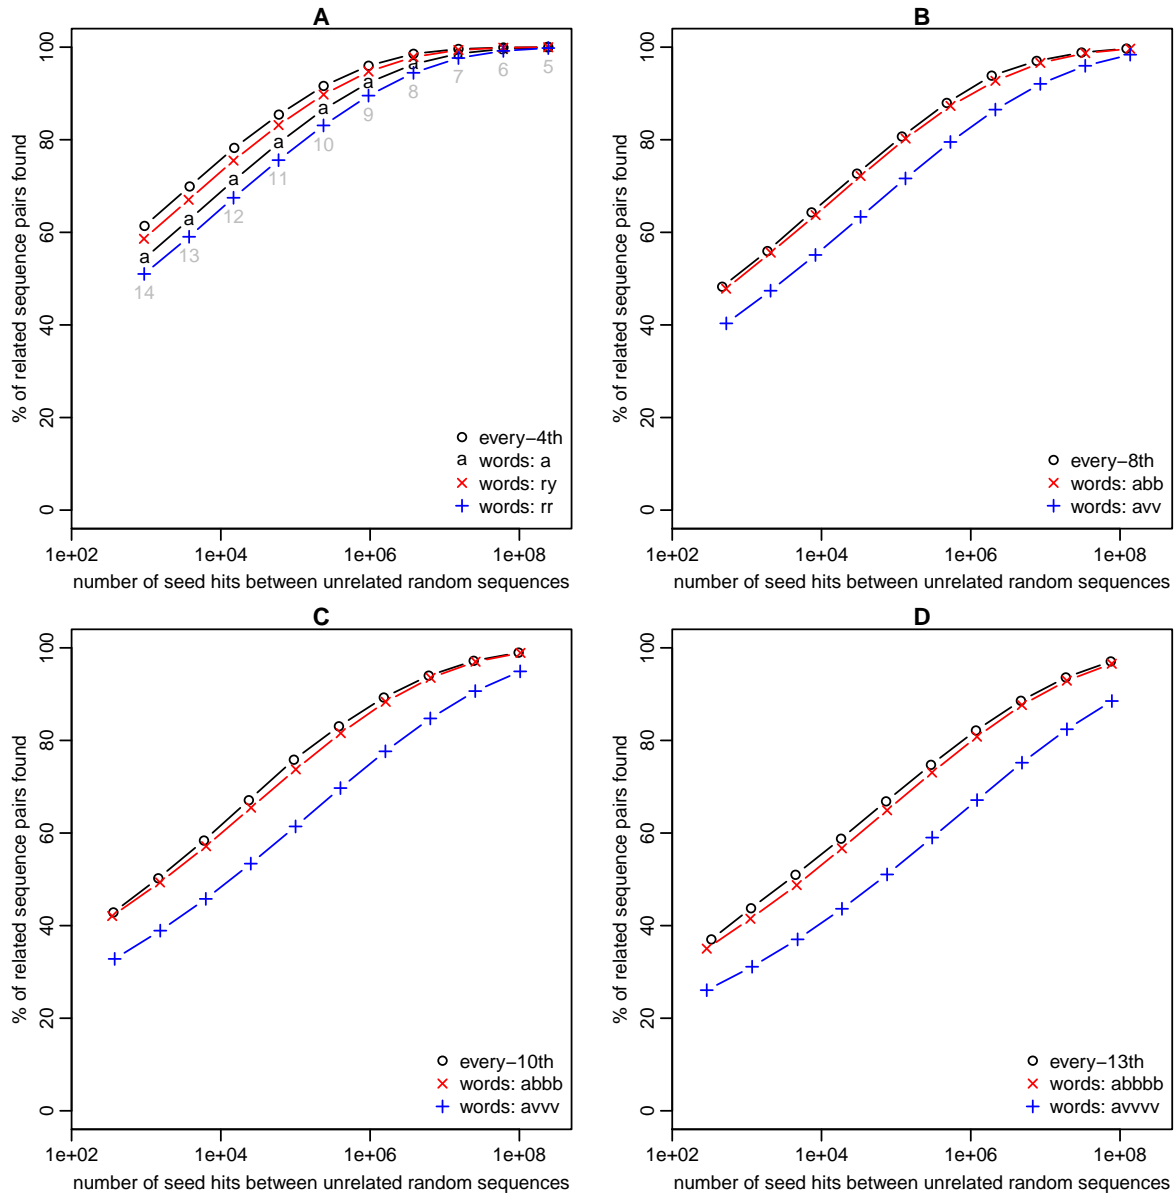 A
% of related sequence pairs found
100
80
60
40
20
0
5
6
7
8
9
10
11
12
13
14
a a a a a a a
every−4th
a words: a
words: ry
words: rr
1e+02 1e+04 1e+06 1e+08
number of seed hits between unrelated random sequences
B
% of related sequence pairs found
100
80
60
40
20
0
every−8th
words: abb
words: avv
1e+02 1e+04 1e+06 1e+08
number of seed hits between unrelated random sequences
C
% of related sequence pairs found
100
80
60
40
20
0
every−10th
words: abbb
words: avvv
1e+02 1e+04 1e+06 1e+08
number of seed hits between unrelated random sequences
D
% of related sequence pairs found
100
80
60
40
20
0
every−13th
words: abbbb
words: avvvv
1e+02 1e+04 1e+06 1e+08
number of seed hits between unrelated random sequences